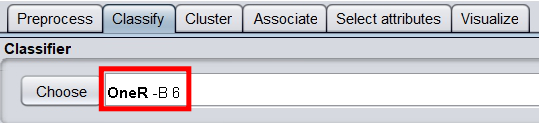 Preprocess Classify Cluster Associate Select attributes Visualize
Classifier
Choose OneR -B 6